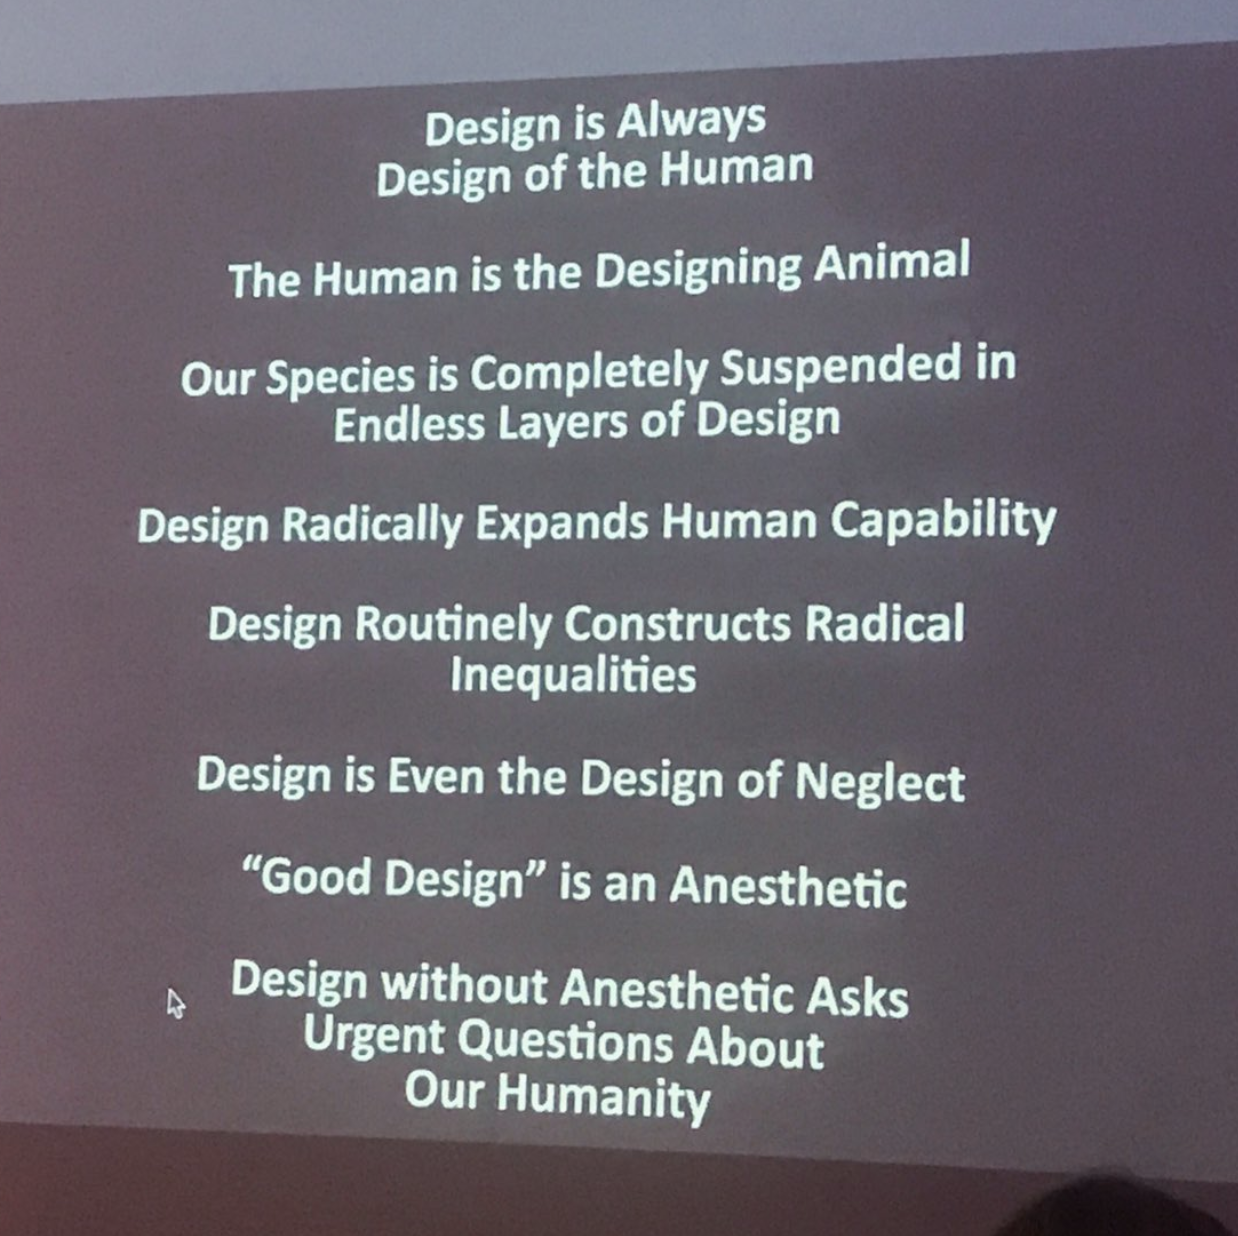 Design is Always
Design of the Human
The Human is the Designing Animal
Our Species is Completely Suspended in
Endless Layers of Design
Design Radically Expands Human Capability
Design Routinely Constructs Radical
Inequalities
Design is Even the Design of Neglect
“Good Design” is an Anesthetic
Design without Anesthetic Asks
Urgent Questions About
Our Humanity